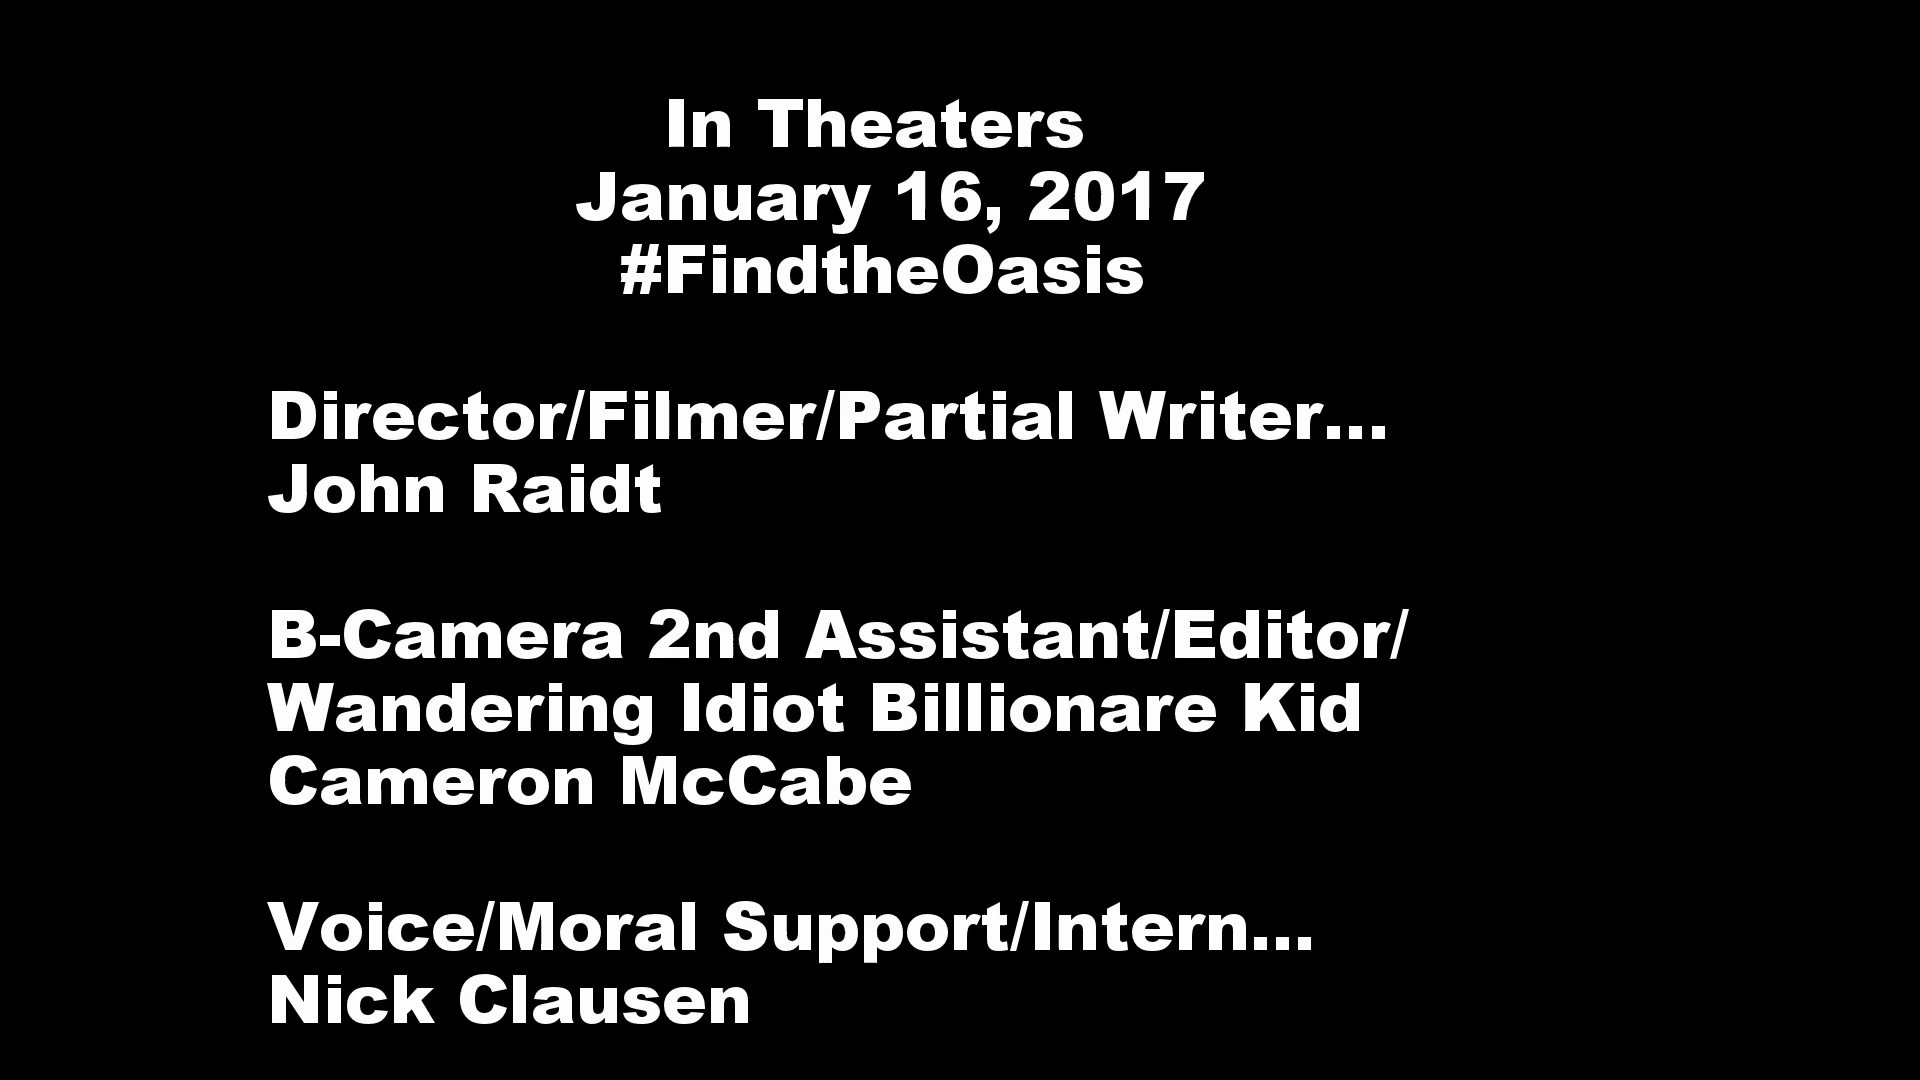 In Theaters
January 16, 2017
#FindtheOasis
Director/Filmer/Partial Writer...
John Raidt
B-Camera 2nd Assistant/Editor/
Wandering Idiot Billionare Kid
Cameron McCabe
Voice/Moral Support/Intern...
Nick Clausen